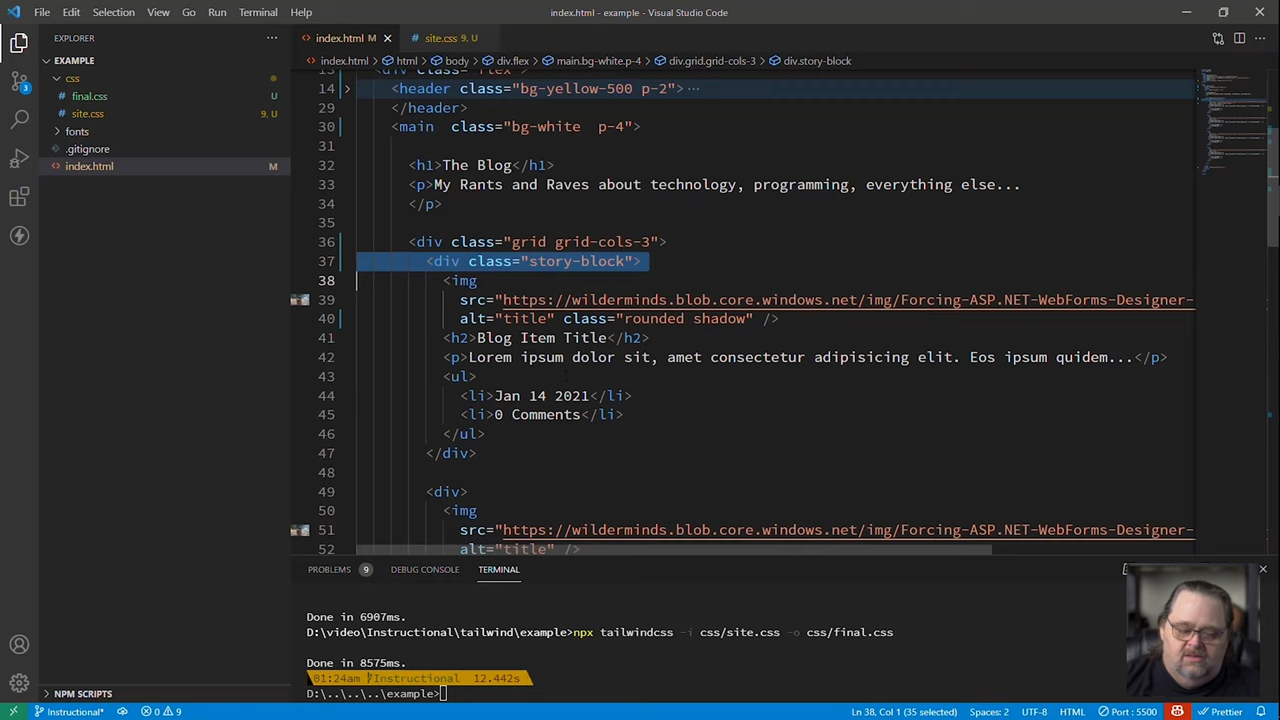 File Edit Selection View Go Run Terminal Help
index.html - example - Visual Studio Code
EXPLORER
index.html M
site.css 9, U
EXAMPLE
index.html > html > body > div.flex > main.bg-white.p-4 > div.grid.grid-cols-3 > div.story-block
css
final.css U
site.css 9, U
fonts
.gitignore
index.html M
13 <div class="flex">
14 <header class="bg-yellow-500 p-2"> ···
29 </header>
30 <main class="bg-white p-4">
31
32 <h1>The Blog</h1>
33 <p>My Rants and Raves about technology, programming, everything else...
34 </p>
35
36 <div class="grid grid-cols-3">
37 <div class="story-block">
38 <img
39 src="https://wilderminds.blob.core.windows.net/img/Forcing-ASP.NET-WebForms-Designer-
40 alt="title" class="rounded shadow" />
41 <h2>Blog Item Title</h2>
42 <p>Lorem ipsum dolor sit, amet consectetur adipisicing elit. Eos ipsum quidem...</p>
43 <ul>
44 <li>Jan 14 2021</li>
45 <li>0 Comments</li>
46 </ul>
47 </div>
48
49 <div>
50 <img
51 src="https://wilderminds.blob.core.windows.net/img/Forcing-ASP.NET-WebForms-Designer-
52 alt="title" />
PROBLEMS 9 DEBUG CONSOLE TERMINAL
Done in 6907ms.
D:\video\Instructional\tailwind\example>npx tailwindcss -i css/site.css -o css/final.css
Done in 8575ms.
01:24am Instructional 12.442s
D:\..\..\..\example>
3
NPM SCRIPTS
Instructional* 0 9
Ln 38, Col 1 (35 selected) Spaces: 2 UTF-8 HTML Port : 5500 Prettier